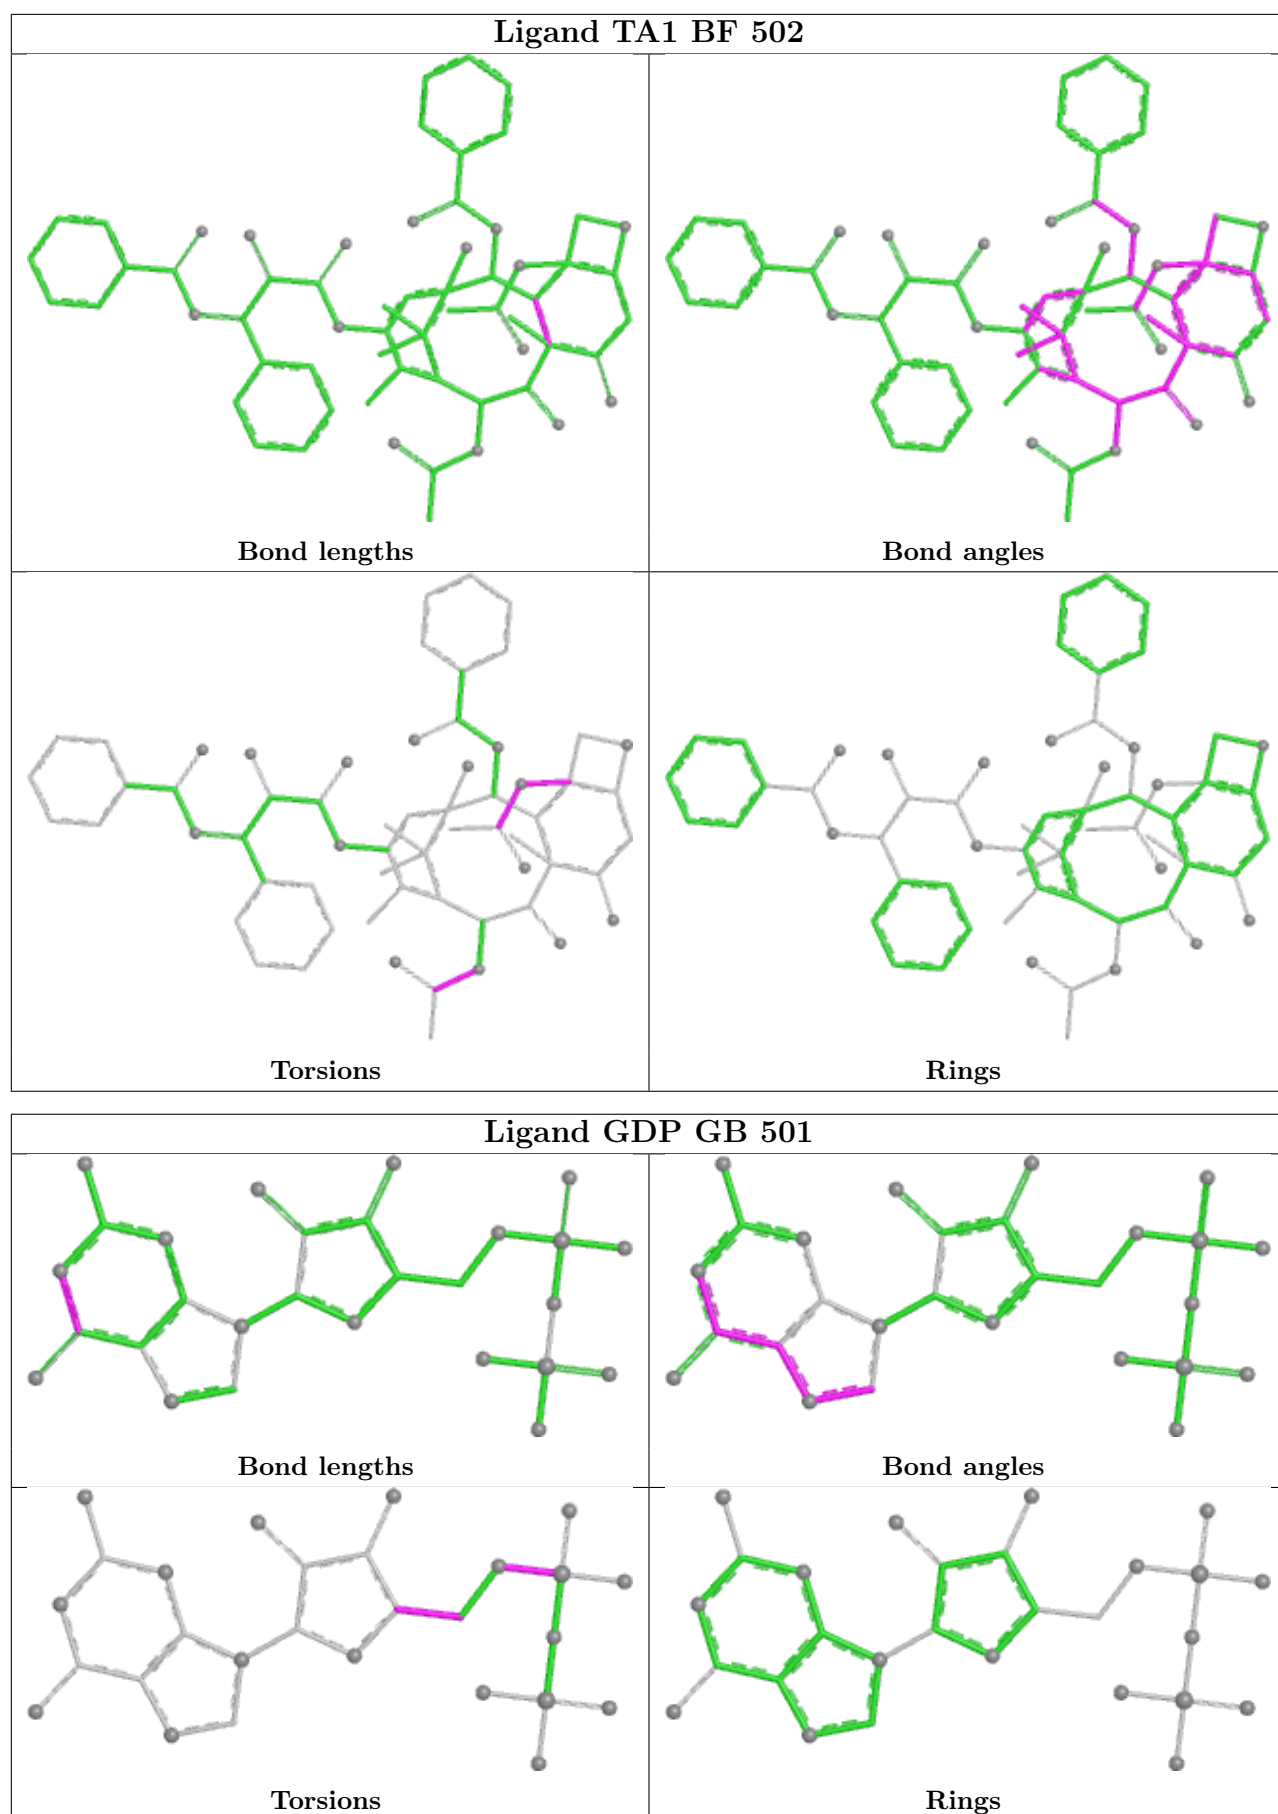 Ligand TA1 BF 502
Bond lengths
Bond angles
Torsions
Rings
Ligand GDP GB 501
Bond lengths
Bond angles
Torsions
Rings